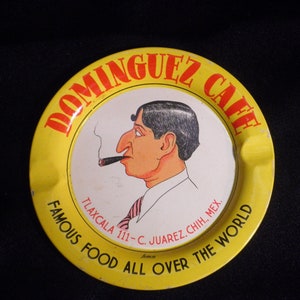 DOMINGUEZ CAFE
TLAXCALA 111 - C. JUAREZ, CHIH., MEX.
FAMOUS FOOD ALL OVER THE WORLD